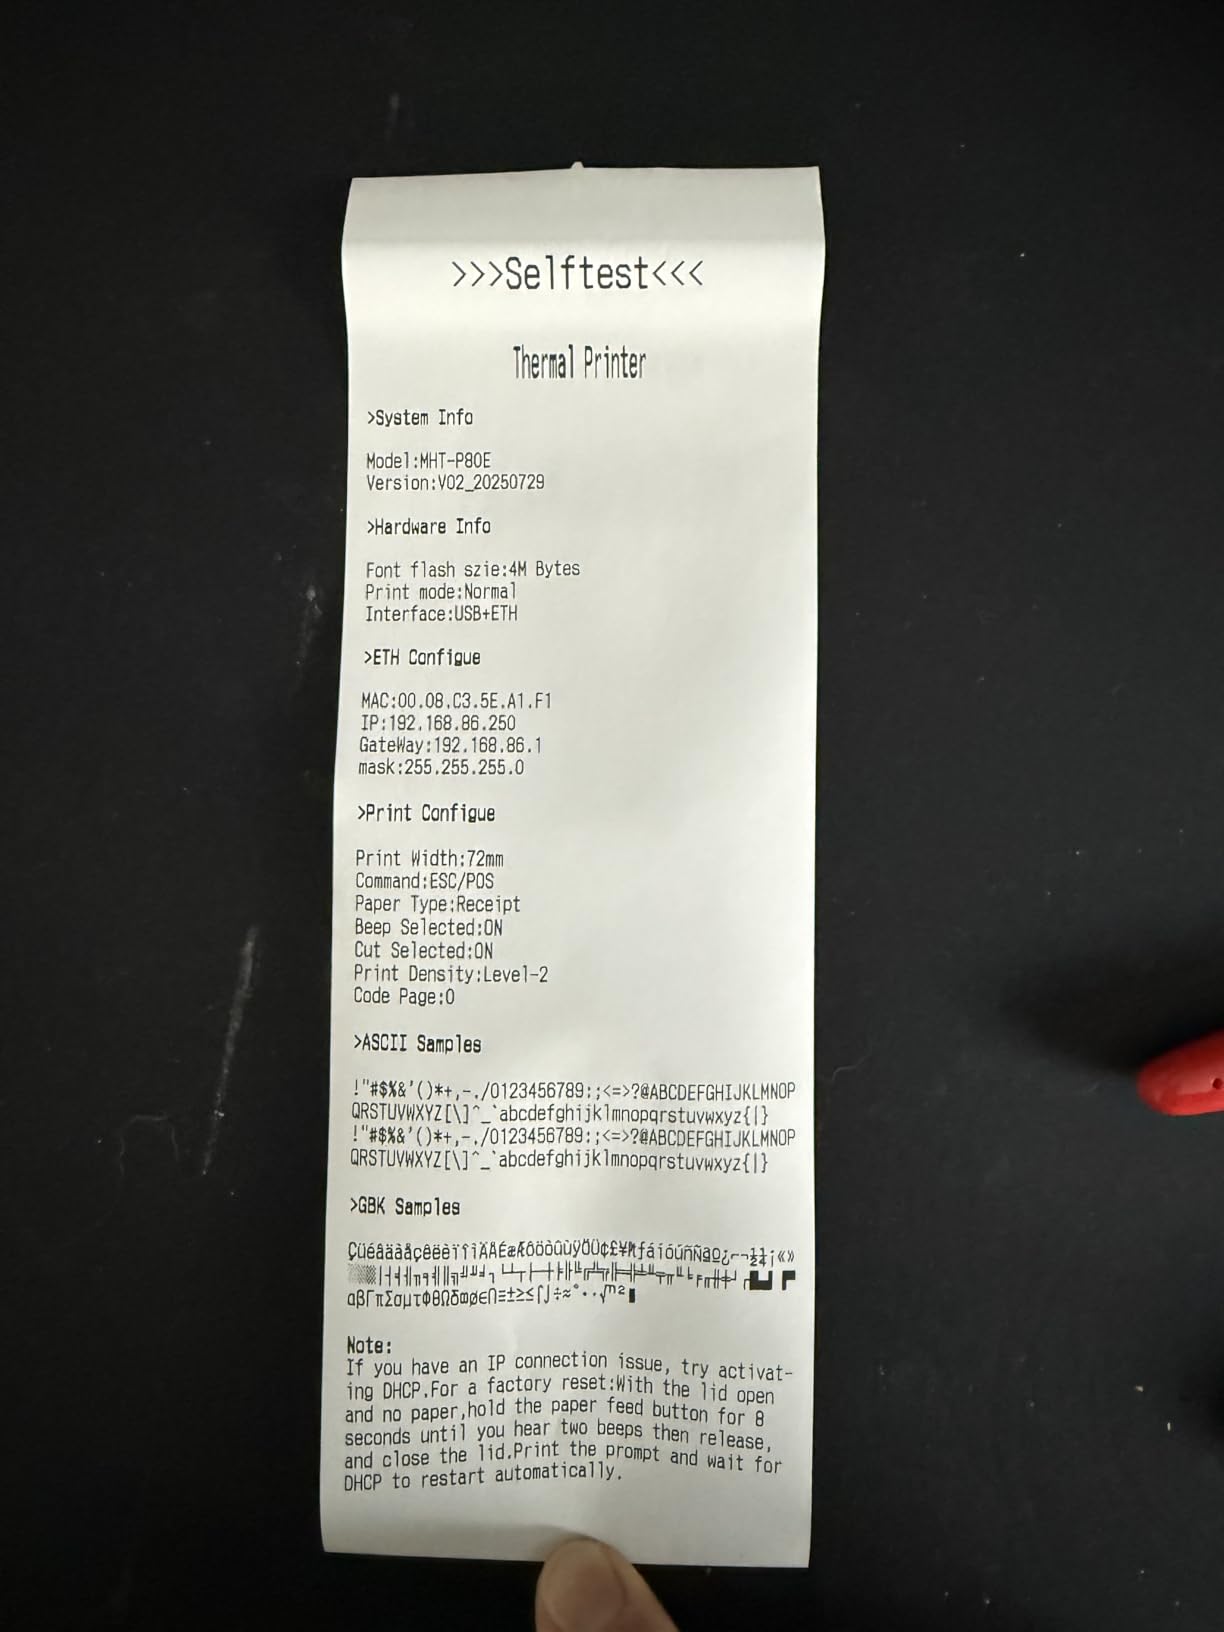 >>>Selftest<<<
Thermal Printer
>System Info
Model:MHT-P80E
Version:V02_20250729
>Hardware Info
Font flash szie:4M Bytes
Print mode:Normal
Interface:USB+ETH
>ETH Configue
MAC:00.08.C3.5E.A1.F1
IP:192.168.86.250
GateWay:192.168.86.1
mask:255.255.255.0
>Print Configue
Print Width:72mm
Command:ESC/POS
Paper Type:Receipt
Beep Selected:ON
Cut Selected:ON
Print Density:Level-2
Code Page:0
>ASCII Samples
!"#$%&'()*+,-./0123456789:;<=>?@ABCDEFGHIJKLMNOP
QRSTUVWXYZ[\]^_`abcdefghijklmnopqrstuvwxyz{|}
!"#$%&'()*+,-./0123456789:;<=>?@ABCDEFGHIJKLMNOP
QRSTUVWXYZ[\]^_`abcdefghijklmnopqrstuvwxyz{|}
>GBK Samples
Note:
If you have an IP connection issue, try activat-
ing DHCP.For a factory reset:With the lid open
and no paper,hold the paper feed button for 8
seconds until you hear two beeps then release,
and close the lid.Print the prompt and wait for
DHCP to restart automatically.